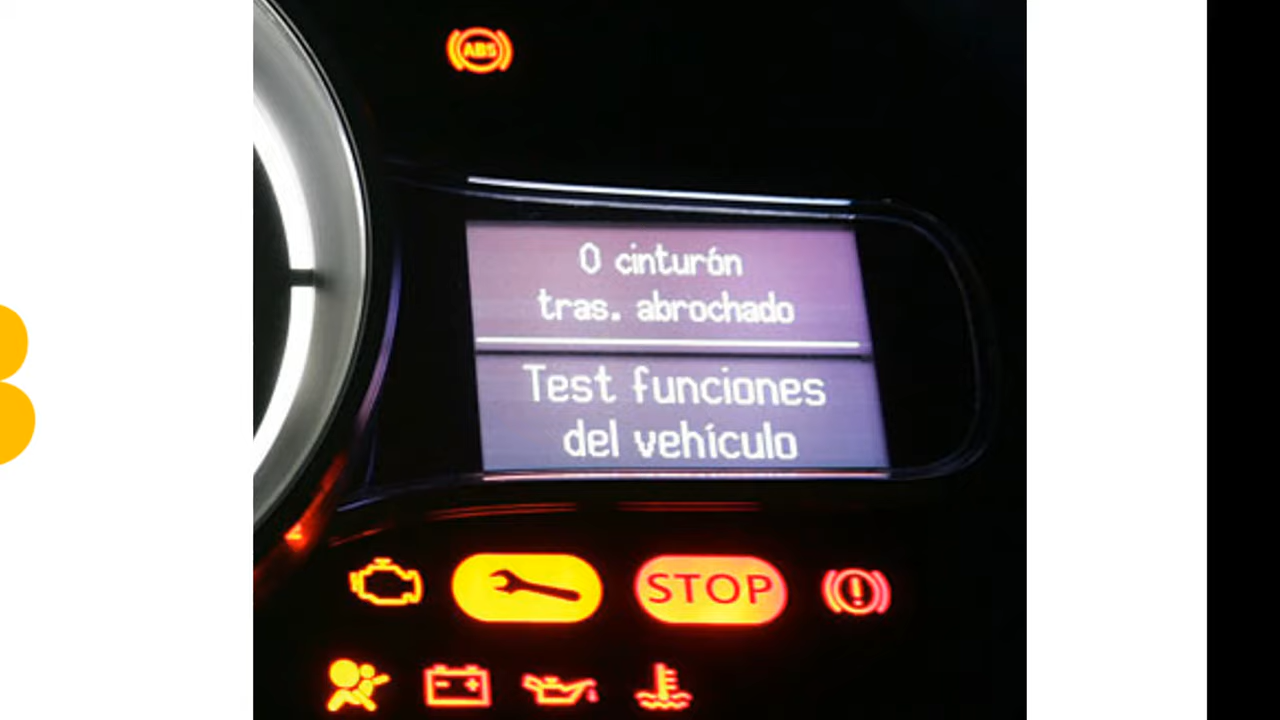 ABS
0 cinturón
tras. abrochado
Test funciones
del vehículo
STOP